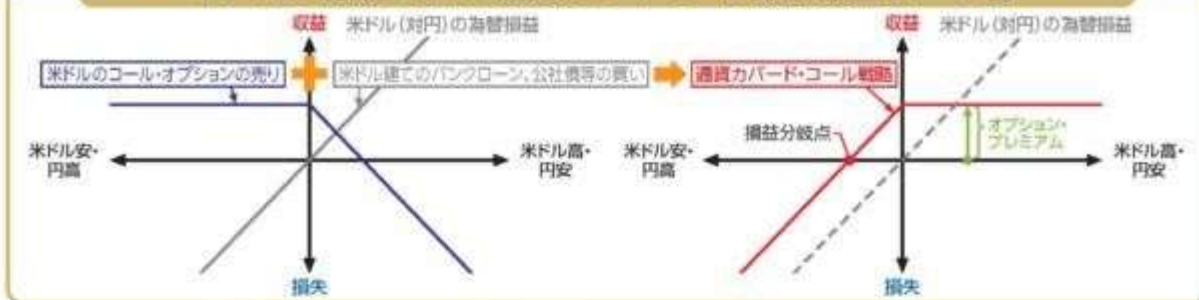 収益
米ドル(対円)の為替損益
米ドルのコール・オプションの売り
米ドル建てのバンクローン、公社債等の買い
米ドル安・
円高
米ドル高・
円安
損失
収益
米ドル(対円)の為替損益
通貨カバード・コール戦略
損益分岐点
オプション・
プレミアム
米ドル安・
円高
米ドル高・
円安
損失